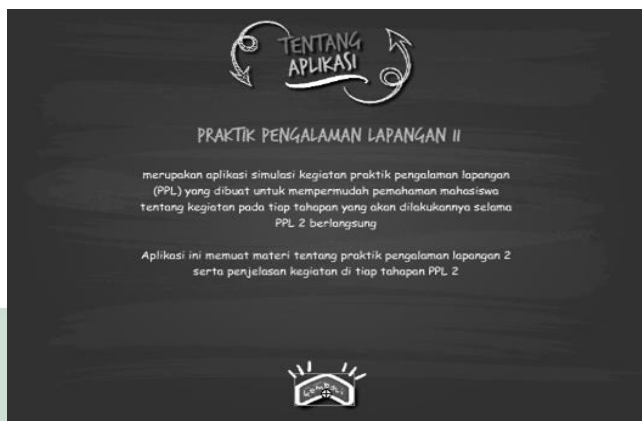 TENTANG
APLIKASI
PRAKTIK PENGALAMAN LAPANGAN II
merupakan aplikasi simulasi kegiatan praktik pengalaman lapangan
(PPL) yang dibuat untuk mempermudah pemahaman mahasiswa
tentang kegiatan pada tiap tahapan yang akan dilakukannya selama
PPL 2 berlangsung
Aplikasi ini memuat materi tentang praktik pengalaman lapangan 2
serta penjelasan kegiatan di tiap tahapan PPL 2
kembali